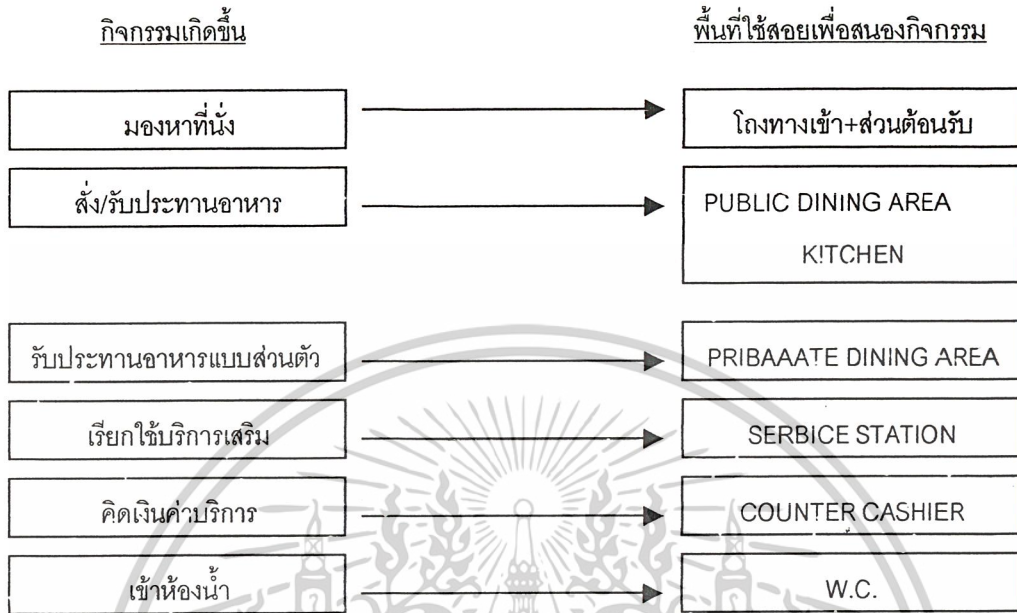 กิจกรรมเกิดขึ้น พื้นที่ใช้สอยเพื่อสนองกิจกรรม
มองหาที่นั่ง โถงทางเข้า+ส่วนต้อนรับ
สั่ง/รับประทานอาหาร PUBLIC DINING AREA
K!TCHEN
รับประทานอาหารแบบส่วนตัว PRIBAAATE DINING AREA
เรียกใช้บริการเสริม SERBICE STATION
คิดเงินค่าบริการ COUNTER CASHIER
เข้าห้องน้ำ W.C.